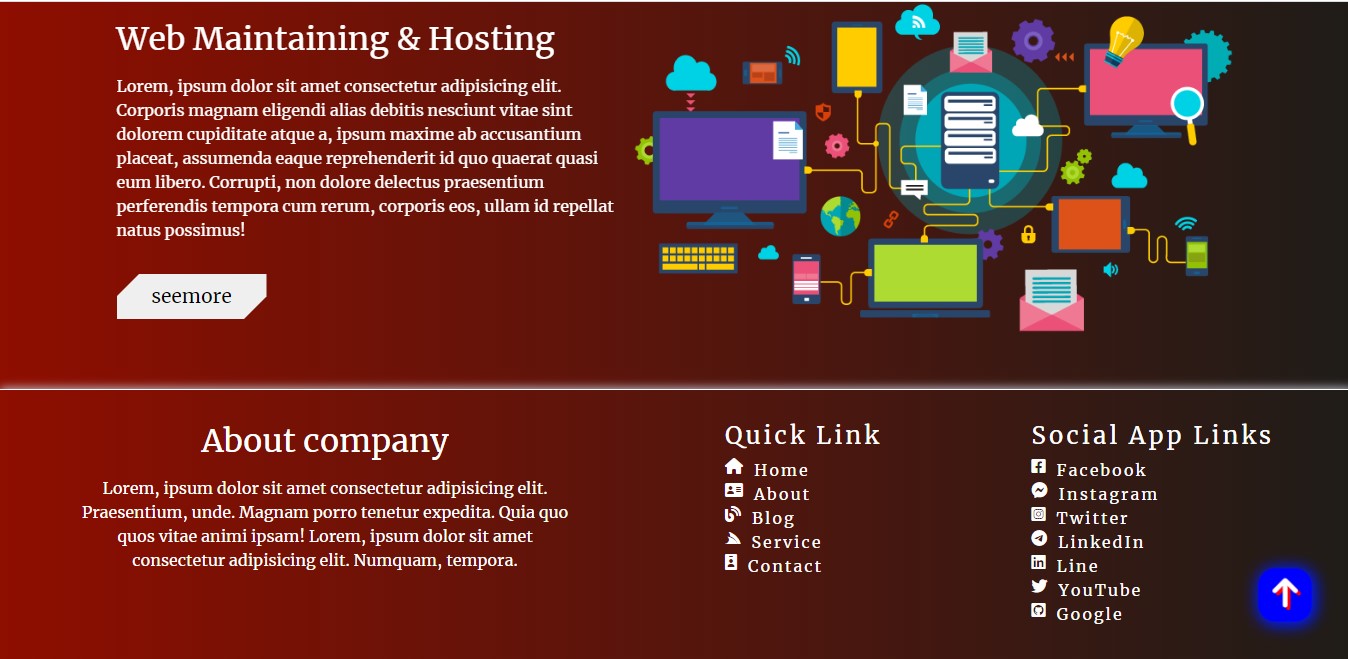 Web Maintaining & Hosting
Lorem, ipsum dolor sit amet consectetur adipisicing elit.
Corporis magnam eligendi alias debitis nesciunt vitae sint
dolorem cupiditate atque a, ipsum maxime ab accusantium
placeat, assumenda eaque reprehenderit id quo quaerat quasi
eum libero. Corrupti, non dolore delectus praesentium
perferendis tempora cum rerum, corporis eos, ullam id repellat
natus possimus!
seemore
About company
Lorem, ipsum dolor sit amet consectetur adipisicing elit.
Praesentium, unde. Magnam porro tenetur expedita. Quia quo
quos vitae animi ipsam! Lorem, ipsum dolor sit amet
consectetur adipisicing elit. Numquam, tempora.
Quick Link
Home
About
Blog
Service
Contact
Social App Links
Facebook
Instagram
Twitter
LinkedIn
Line
YouTube
Google